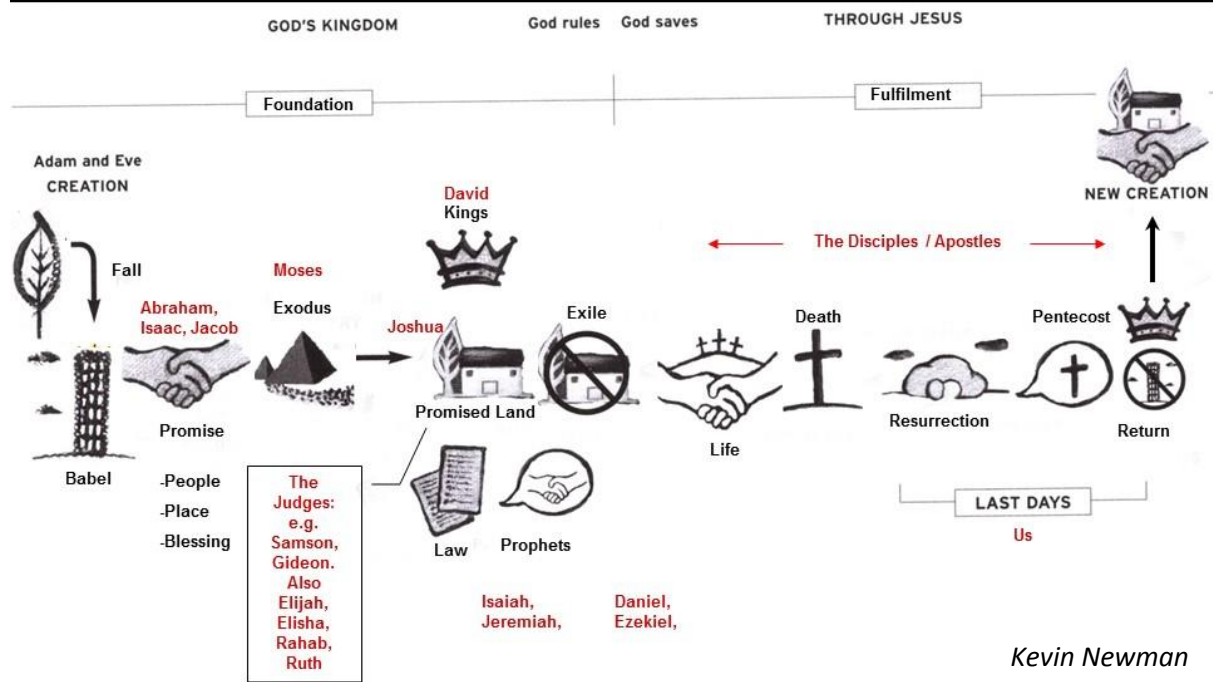 GOD'S KINGDOM
God rules
God saves
THROUGH JESUS
Foundation
Fulfilment
Adam and Eve
CREATION
Fall
Babel
Abraham,
Isaac, Jacob
Promise
-People
-Place
-Blessing
Moses
Exodus
The
Judges:
e.g.
Samson,
Gideon.
Also
Elijah,
Elisha,
Rahab,
Ruth
David
Kings
Joshua
Promised Land
Law
Exile
Prophets
Isaiah,
Jeremiah,
Daniel,
Ezekiel,
The Disciples / Apostles
Life
Death
Resurrection
Pentecost
Return
NEW CREATION
LAST DAYS
Us
Kevin Newman